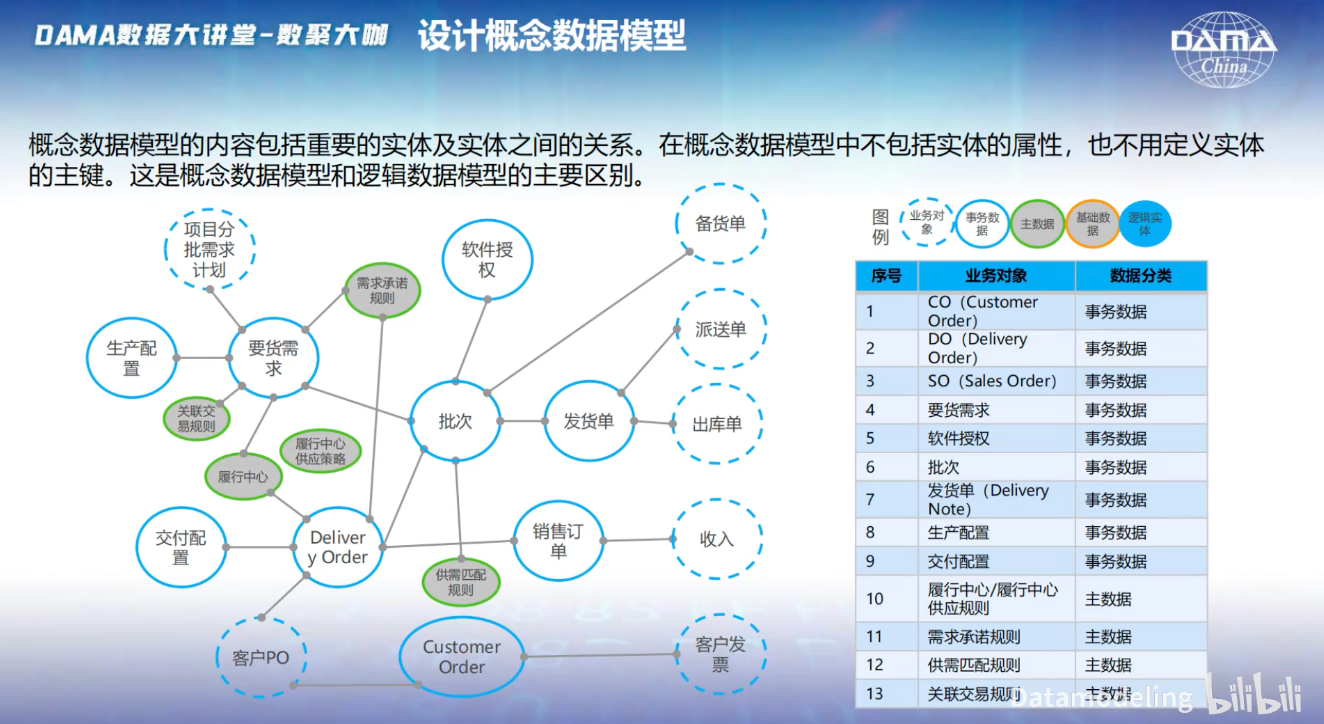 DAMA数据大讲堂-数聚大咖
设计概念数据模型
DAMA
China
概念数据模型的内容包括重要的实体及实体之间的关系。在概念数据模型中不包括实体的属性，也不用定义实体
的主键。这是概念数据模型和逻辑数据模型的主要区别。
项目分
批需求
计划
需求承诺
规则
软件授
权
备货单
生产配
置
要货需
求
派送单
关联交
易规则
履行中心
供应策略
批次
发货单
出库单
履行中心
交付配
置
Deliver
y Order
销售订
单
收入
供需匹配
规则
客户PO
Customer
Order
客户发
票
图
例
业务对
象
事务数
据
主数据
基础数
据
逻辑实
体
序号 业务对象 数据分类
1 CO（Customer
Order） 事务数据
2 DO（Delivery
Order） 事务数据
3 SO（Sales Order） 事务数据
4 要货需求 事务数据
5 软件授权 事务数据
6 批次 事务数据
7 发货单（Delivery
Note） 事务数据
8 生产配置 事务数据
9 交付配置 事务数据
10 履行中心/履行中心
供应规则 主数据
11 需求承诺规则 主数据
12 供需匹配规则 主数据
13 关联交易规则 主数据
Datamodeling bilibili